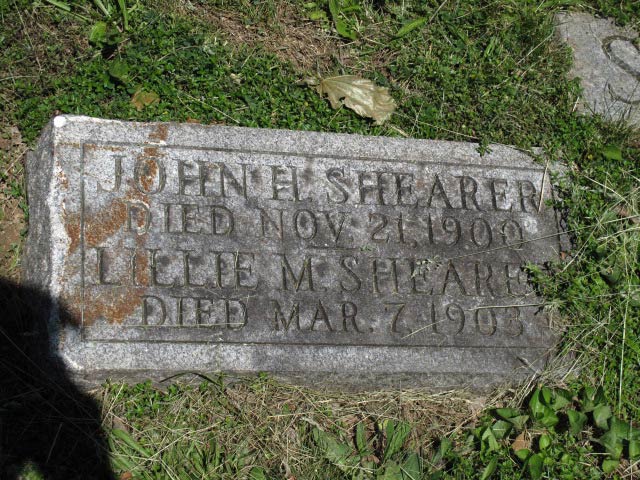 JOHN H. SHEARER
DIED NOV. 21, 1900
LILLIE M. SHEARER
DIED MAR. 7, 1903